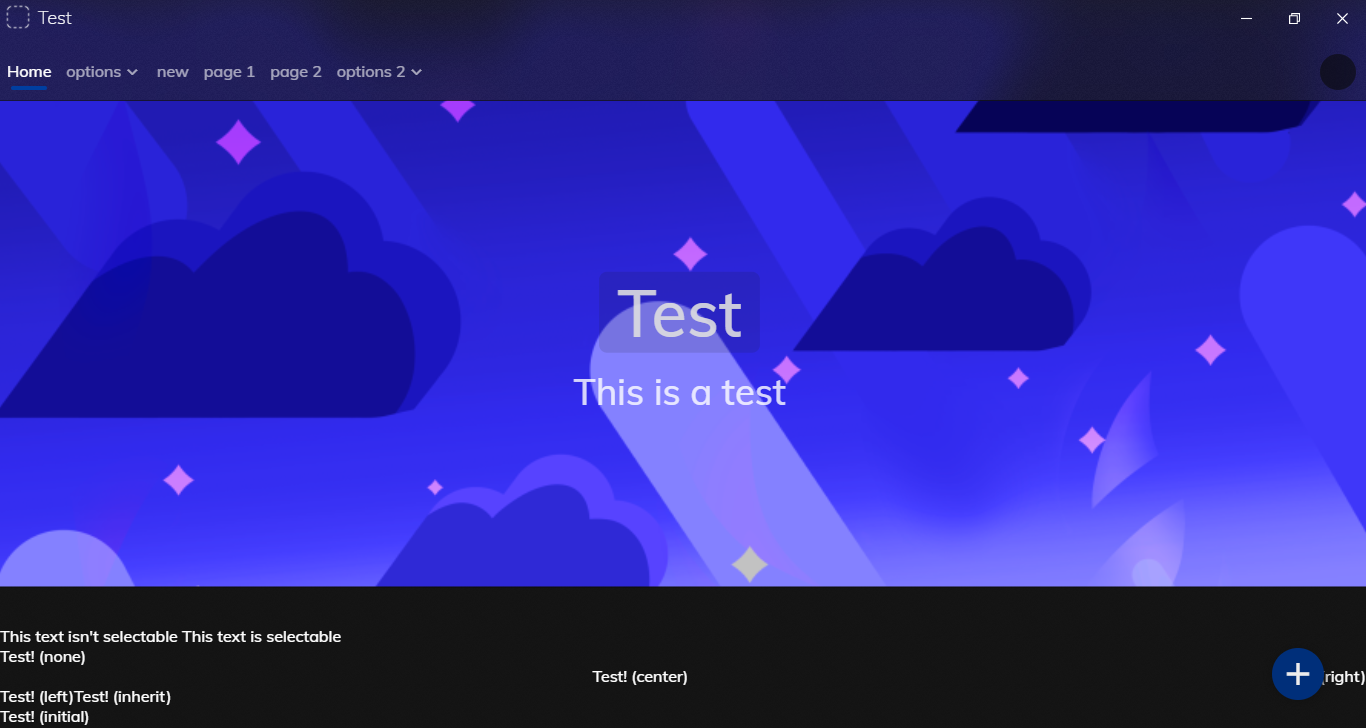 Test
Home options new page 1 page 2 options 2
Test
This is a test
This text isn't selectable This text is selectable
Test! (none)
Test! (center) right)
Test! (left)Test! (inherit)
Test! (initial)